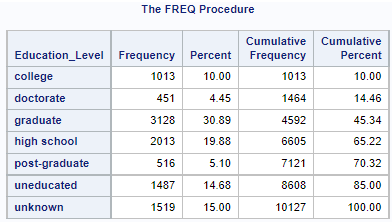 The FREQ Procedure
Cumulative Cumulative
Education_Level Frequency Percent Frequency Percent
college 1013 10.00 1013 10.00
doctorate 451 4.45 1464 14.46
graduate 3128 30.89 4592 45.34
high school 2013 19.88 6605 65.22
post-graduate 516 5.10 7121 70.32
uneducated 1487 14.68 8608 85.00
unknown 1519 15.00 10127 100.00